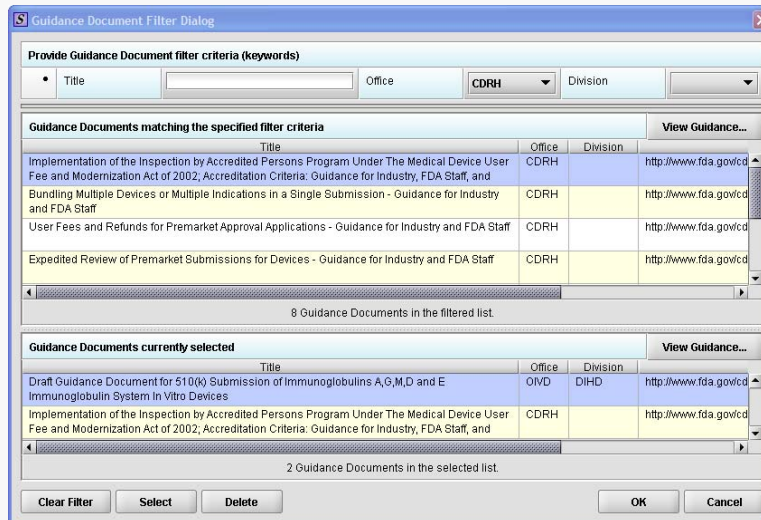 Guidance Document Filter Dialog
Provide Guidance Document filter criteria (keywords)
• Title Office CDRH Division
Guidance Documents matching the specified filter criteria View Guidance...
Title Office Division
Implementation of the Inspection by Accredited Persons Program Under The Medical Device User CDRH http://www.fda.gov/cd
Fee and Modernization Act of 2002; Accreditation Criteria: Guidance for Industry, FDA Staff, and
Bundling Multiple Devices or Multiple Indications in a Single Submission - Guidance for Industry CDRH http://www.fda.gov/cd
and FDA Staff
User Fees and Refunds for Premarket Approval Applications - Guidance for Industry and FDA Staff CDRH http://www.fda.gov/cd
Expedited Review of Premarket Submissions for Devices - Guidance for Industry and FDA Staff CDRH http://www.fda.gov/cd
8 Guidance Documents in the filtered list.
Guidance Documents currently selected View Guidance...
Title Office Division
Draft Guidance Document for 510(k) Submission of Immunoglobulins A,G,M,D and E OIVD DIHD http://www.fda.gov/cd
Immunoglobulin System In Vitro Devices
Implementation of the Inspection by Accredited Persons Program Under The Medical Device User CDRH http://www.fda.gov/cd
Fee and Modernization Act of 2002; Accreditation Criteria: Guidance for Industry, FDA Staff, and
2 Guidance Documents in the selected list.
Clear Filter Select Delete OK Cancel